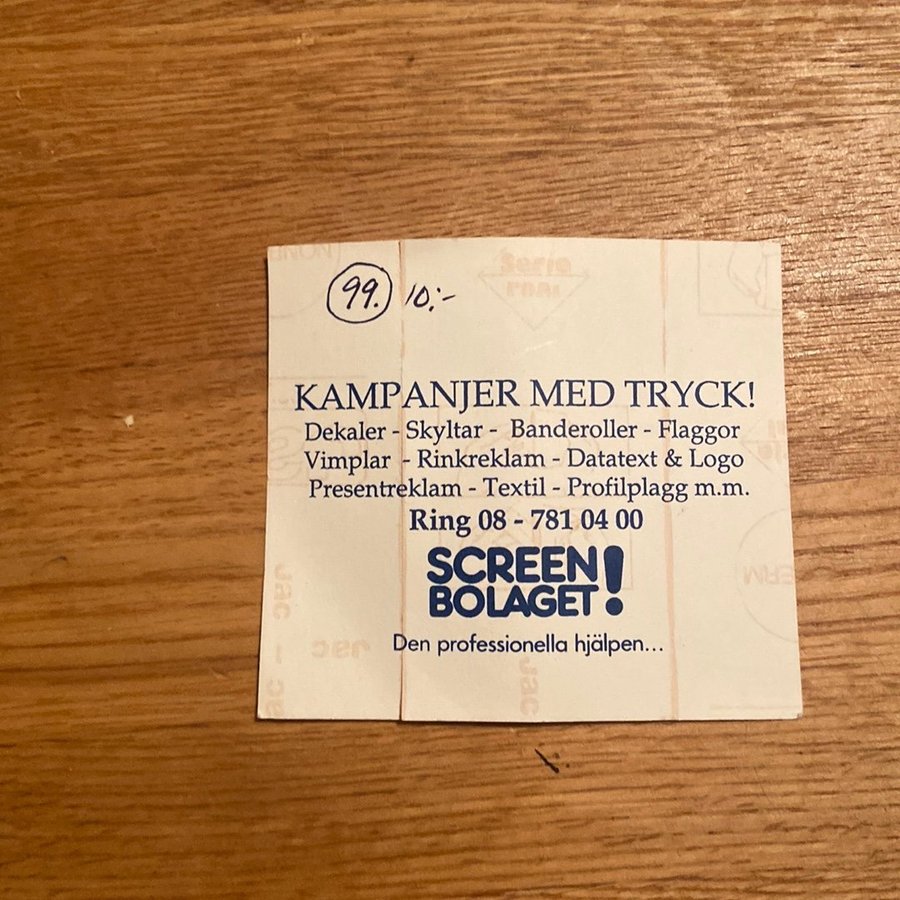 99. 10:-
KAMPANJER MED TRYCK!
Dekaler - Skyltar - Banderoller - Flaggor
Vimplar - Rinkreklam - Datatext & Logo
Presentreklam - Textil - Profilplagg m.m.
Ring 08 - 781 04 00
SCREEN
BOLAGET!
Den professionella hjälpen...